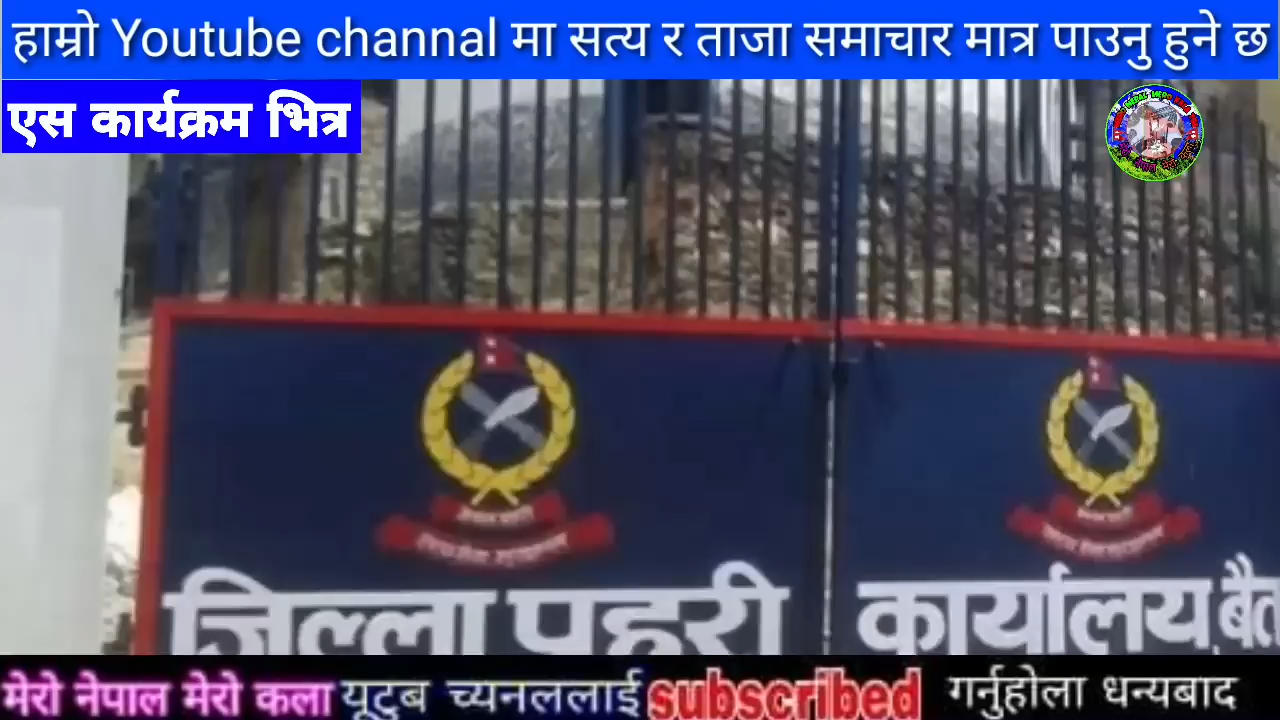 हाम्रो Youtube channal मा सत्य र ताजा समाचार मात्र पाउनु हुने छ
एस कार्यक्रम भित्र
जिल्ला प्रहरी कार्यालय
मेरो नेपाल मेरो कला यूटुब च्यनललाई subscribed गर्नुहोला धन्यबाद